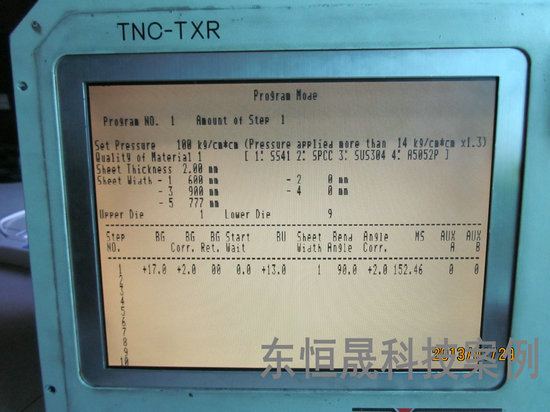 TNC-TXR
Program Mode
Program NO. 1 Amount of Step 1
Set Pressure 100 kg/cm*cm (Pressure applied more than 14 kg/cm*cm x1.3)
Quality of Material 1 [ 1: SS41 2: SPCC 3: SUS304 4: A5052P ]
Sheet Thickness 2.00 mm
Sheet Width - 1 600 mm - 2 0 mm
- 3 900 mm - 4 0 mm
- 5 777 mm
Upper Die 1 Lower Die 9
Step BG BG BG Start BU Sheet Bend Angle MS AUX AUX
NO. Corr. Ret. Wait Width Angle Corr. A B
1 +17.0 +2.0 00 0.0 +13.0 1 90.0 +2.0 152.46 0 0
2
3
4
5
6
7
8
9
10
东恒晟科技案例